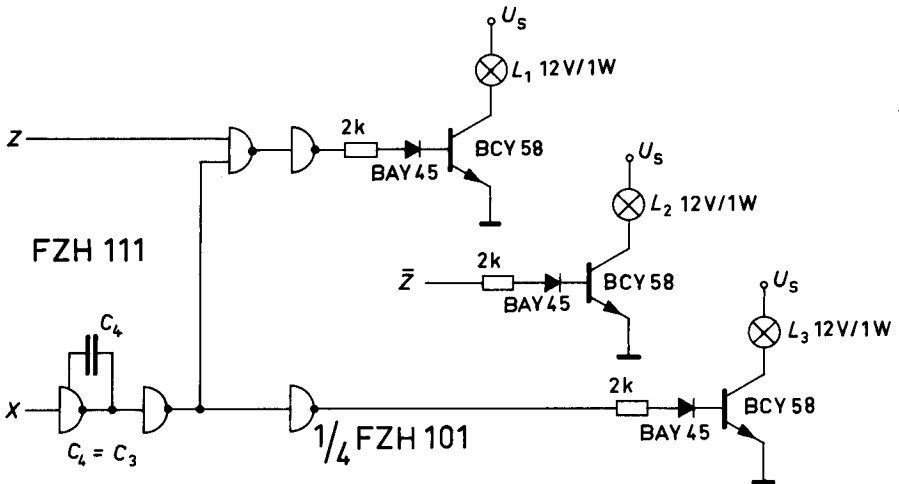 U_S
L_1 12V/1W
2k
Z
BCY 58
BAY 45
U_S
L_2 12V/1W
FZH 111
2k
Z̅
BCY 58
BAY 45
U_S
C_4
L_3 12V/1W
2k
X
BCY 58
1/4 FZH 101
BAY 45
C_4 = C_3